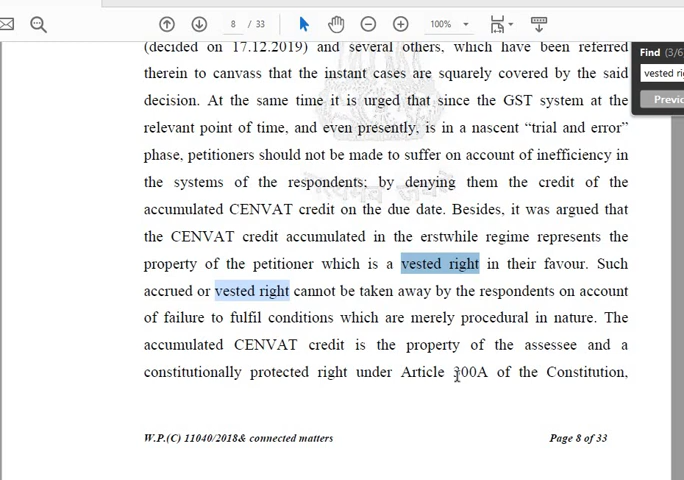 8 / 33
100%
(decided on 17.12.2019) and several others, which have been referred
Find (3/6
therein to canvass that the instant cases are squarely covered by the said
vested
decision. At the same time it is urged that since the GST system at the
relevant point of time, and even presently, is in a nascent “trial and error”
phase, petitioners should not be made to suffer on account of inefficiency in
the systems of the respondents; by denying them the credit of the
accumulated CENVAT credit on the due date. Besides, it was argued that
the CENVAT credit accumulated in the erstwhile regime represents the
property of the petitioner which is a vested right in their favour. Such
accrued or vested right cannot be taken away by the respondents on account
of failure to fulfil conditions which are merely procedural in nature. The
accumulated CENVAT credit is the property of the assessee and a
constitutionally protected right under Article 300A of the Constitution,
W.P.(C) 11040/2018& connected matters
Page 8 of 33